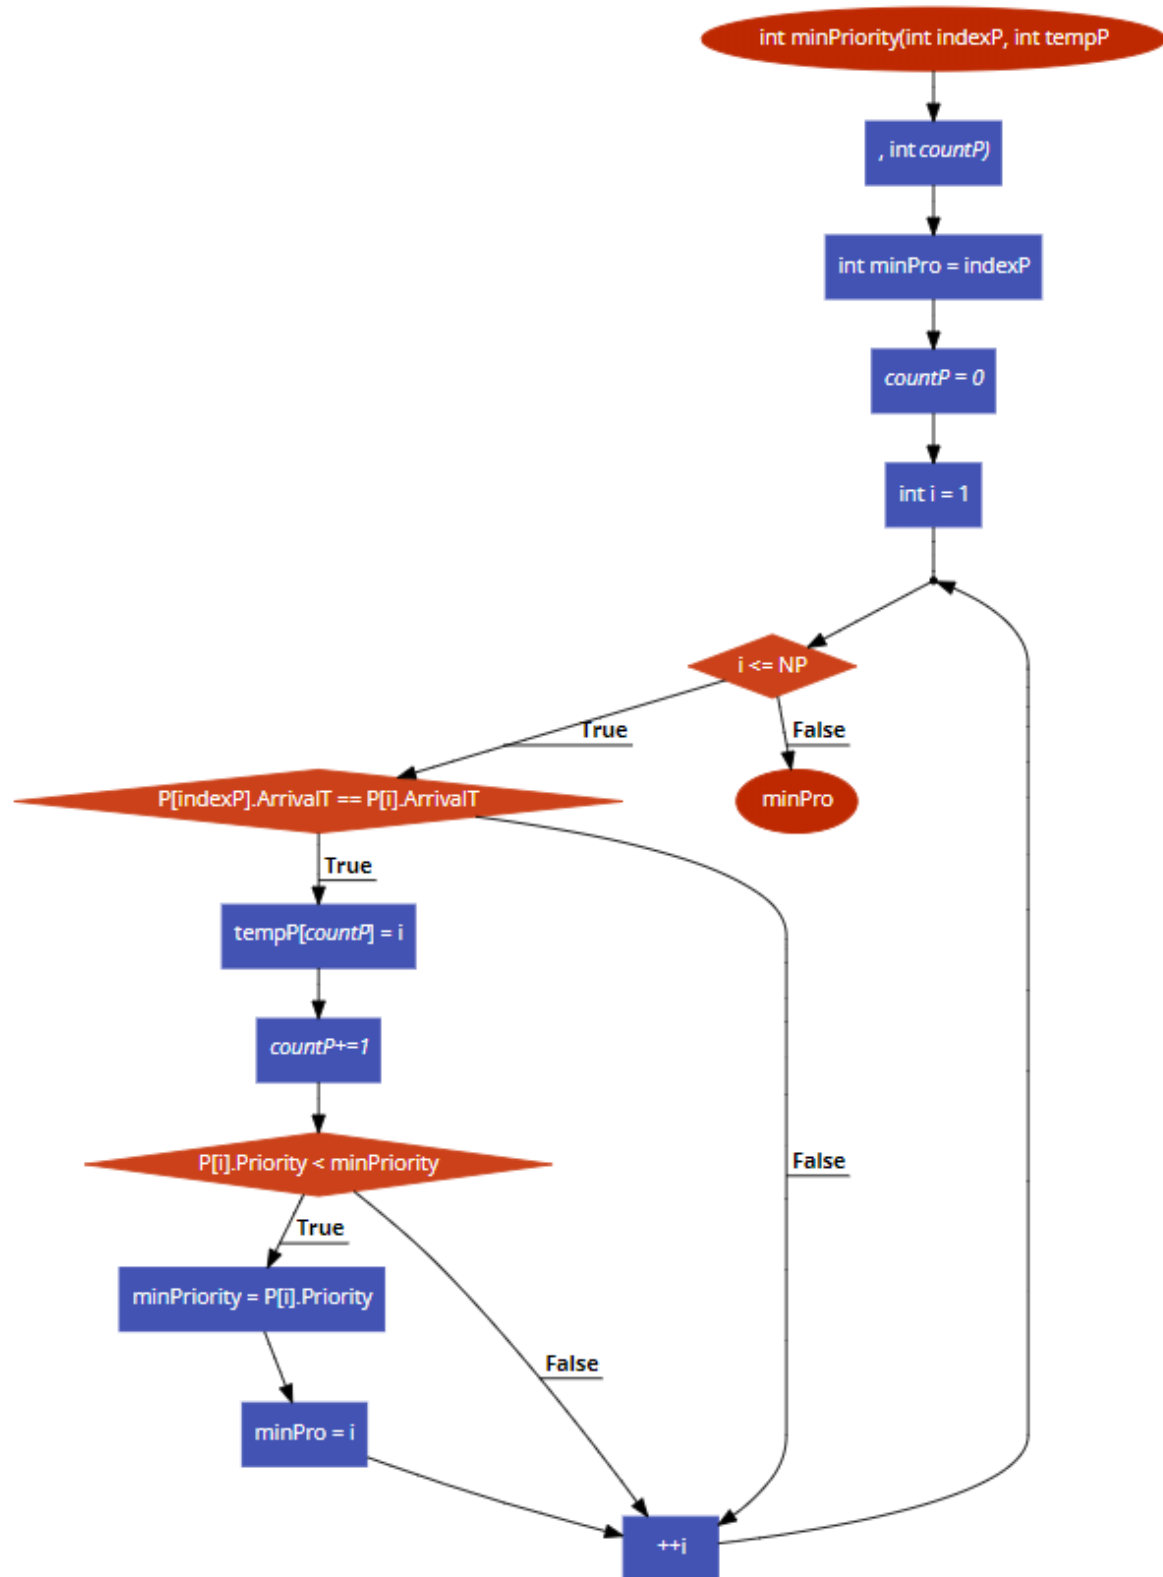 int minPriority(int indexP, int tempP
, int countP)
int minPro = indexP
countP = 0
int i = 1
i <= NP
True
False
P[indexP].ArrivalT == P[i].ArrivalT
minPro
True
tempP[countP] = i
countP+=1
P[i].Priority < minPriority
False
True
minPriority = P[i].Priority
False
minPro = i
++i